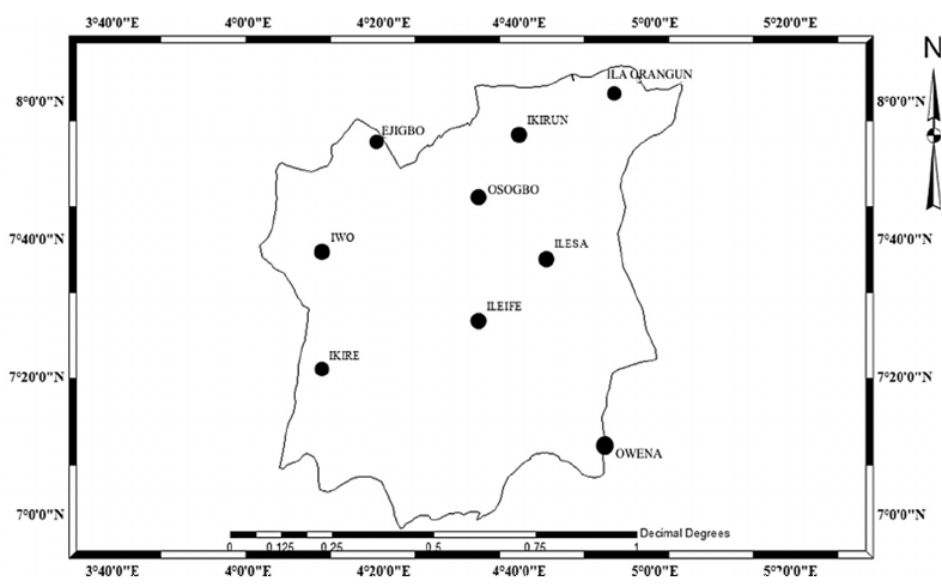 3°40'0"E 4°0'0"E 4°20'0"E 4°40'0"E 5°0'0"E 5°20'0"E
N
ILA ORANGUN
8°0'0"N 8°0'0"N
IKIRUN
EJIGBO
OSOGBO
7°40'0"N 7°40'0"N
IWO
ILESA
ILEIFE
IKIRE
7°20'0"N 7°20'0"N
OWENA
7°0'0"N 7°0'0"N
Decimal Degrees
0 0.125 0.25 0.5 0.75 1
3°40'0"E 4°0'0"E 4°20'0"E 4°40'0"E 5°0'0"E 5°20'0"E